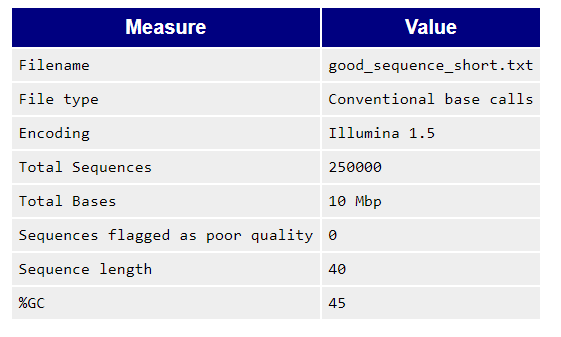 Measure Value
Filename good_sequence_short.txt
File type Conventional base calls
Encoding Illumina 1.5
Total Sequences 250000
Total Bases 10 Mbp
Sequences flagged as poor quality 0
Sequence length 40
%GC 45